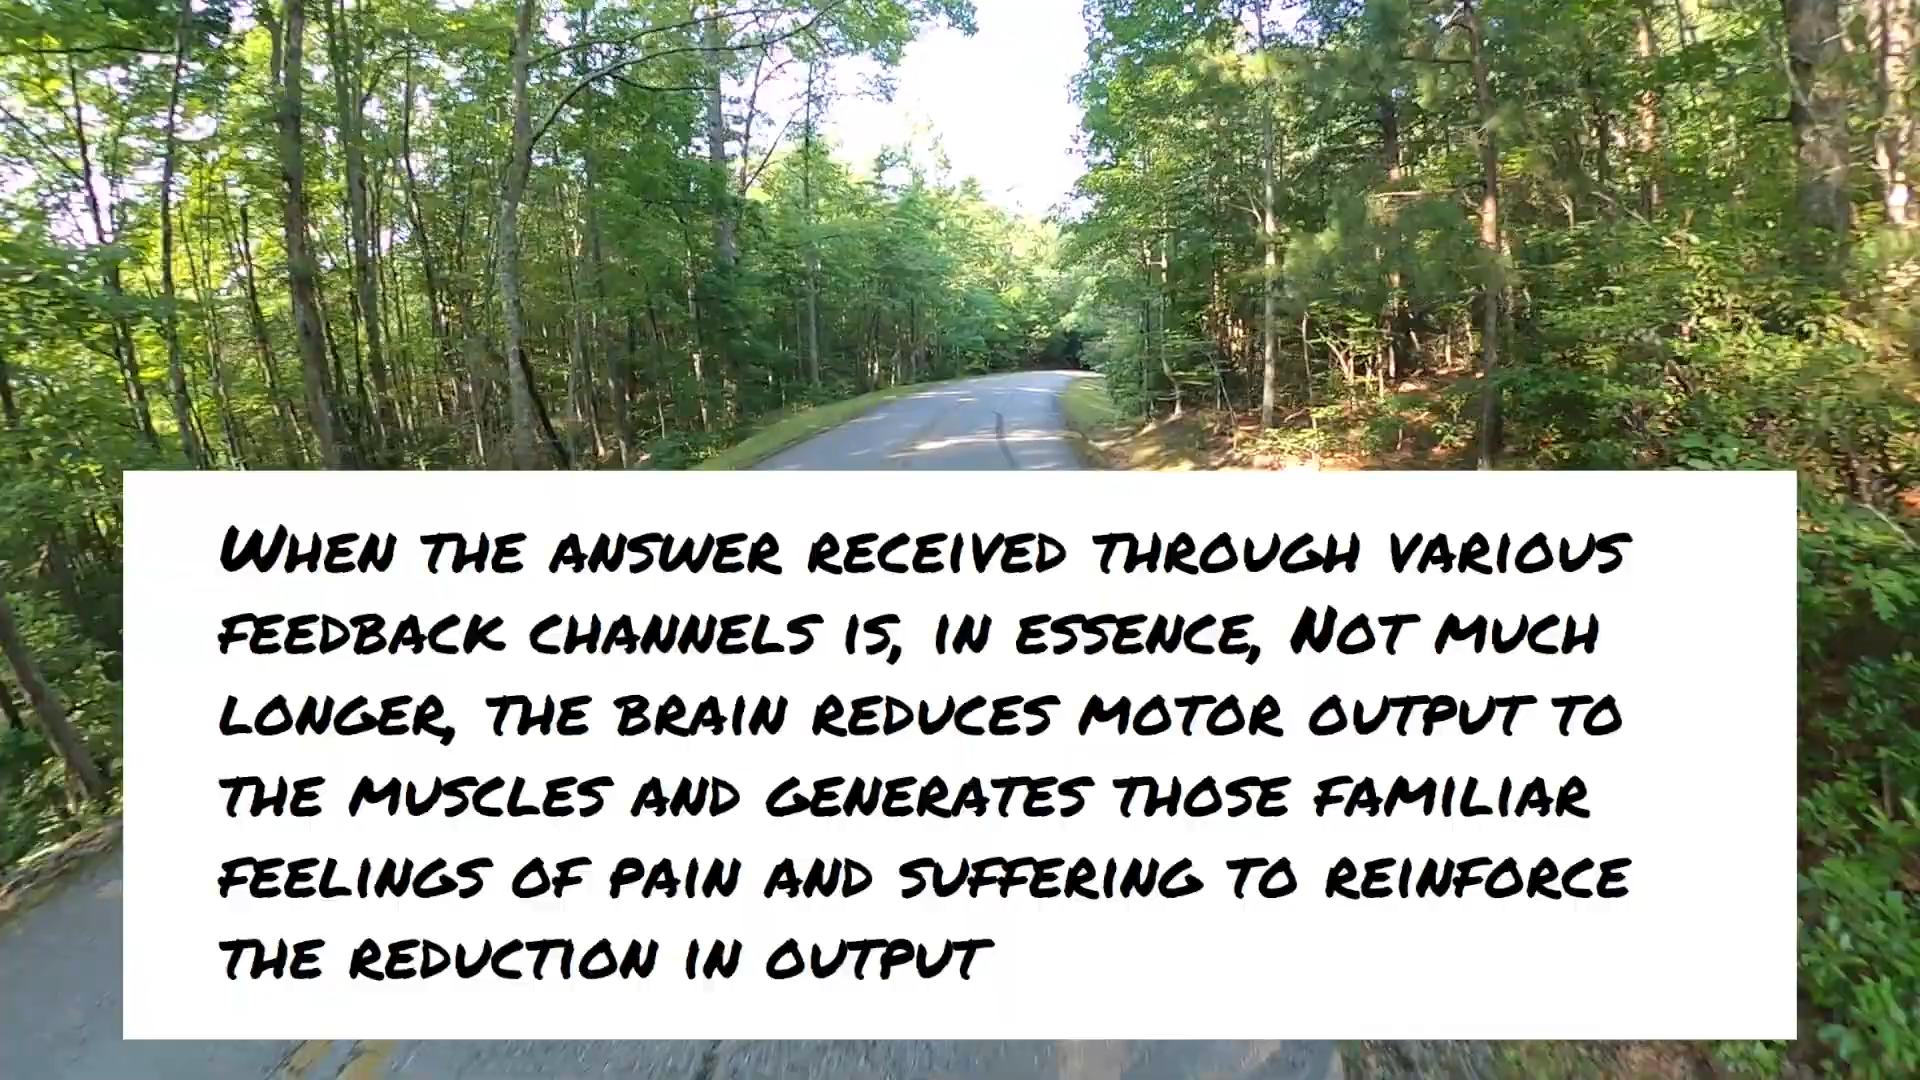 When the answer received through various
feedback channels is, in essence, Not much
longer, the brain reduces motor output to
the muscles and generates those familiar
feelings of pain and suffering to reinforce
the reduction in output